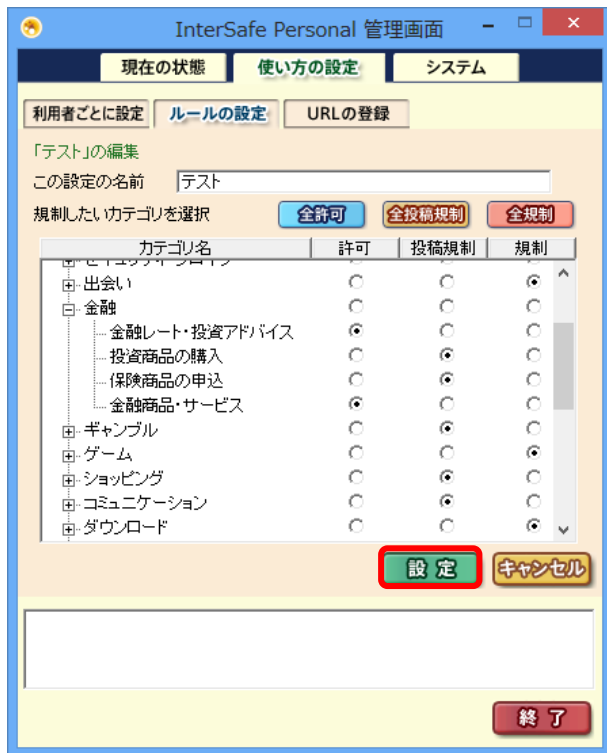 InterSafe Personal 管理画面
現在の状態 使い方の設定 システム
利用者ごとに設定 ルールの設定 URLの登録
「テスト」の編集
この設定の名前 テスト
規制したいカテゴリを選択 全許可 全投稿規制 全規制
カテゴリ名 許可 投稿規制 規制
出会い
金融
金融レート・投資アドバイス
投資商品の購入
保険商品の申込
金融商品・サービス
ギャンブル
ゲーム
ショッピング
コミュニケーション
ダウンロード
設定 キャンセル
終了